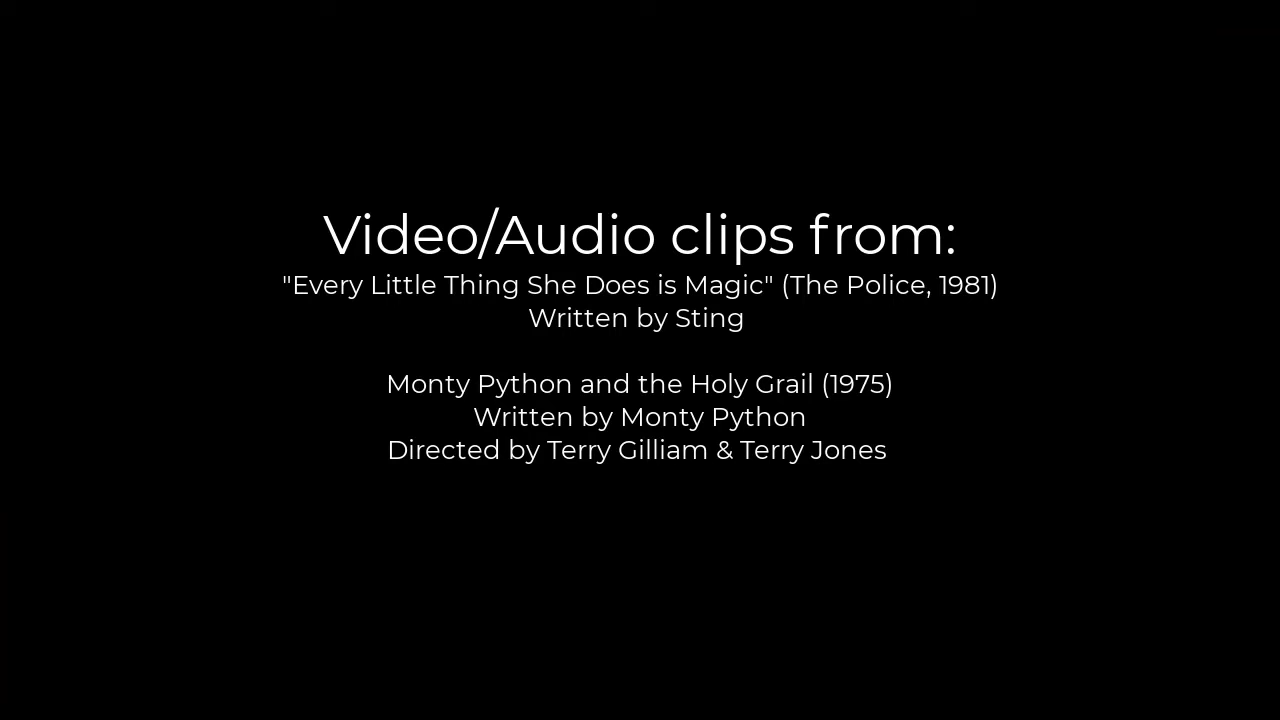 Video/Audio clips from:
"Every Little Thing She Does is Magic" (The Police, 1981)
Written by Sting
Monty Python and the Holy Grail (1975)
Written by Monty Python
Directed by Terry Gilliam & Terry Jones